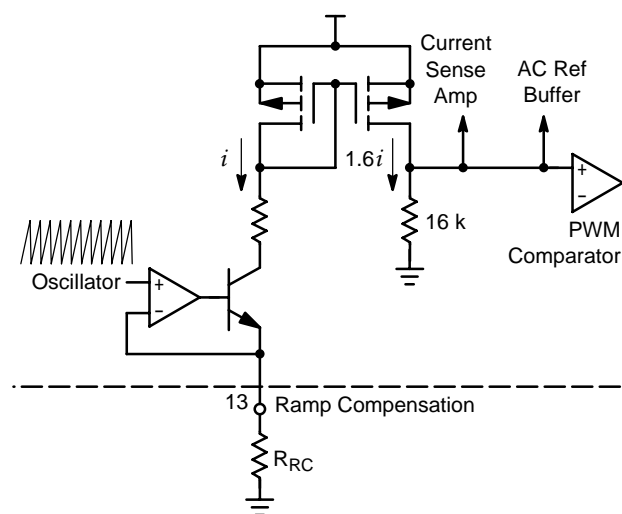 Current
Sense
Amp
AC Ref
Buffer
i
1.6i
+
−
16 k
PWM
Comparator
Oscillator
+
−
13
Ramp Compensation
RRC